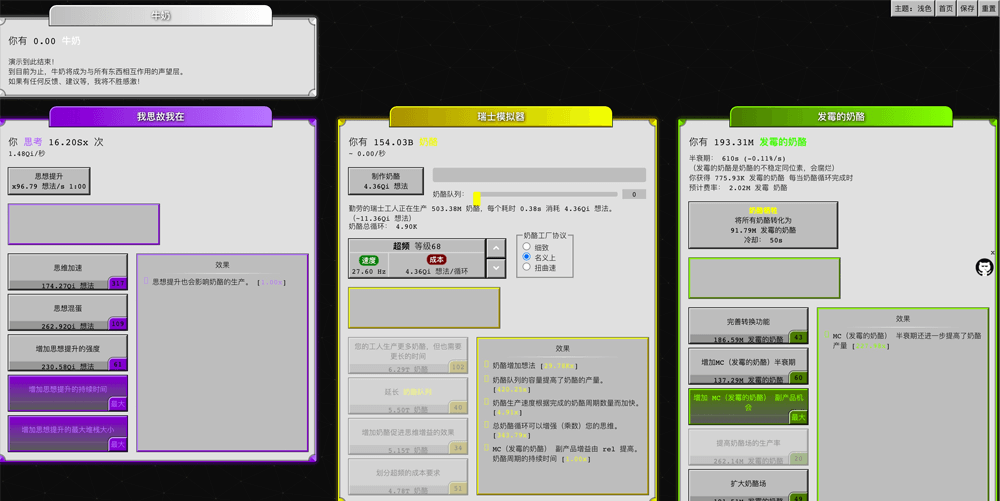 主题: 浅色 首页 保存 重置
牛奶
你有 0.00 牛奶
演示到此结束!
到目前为止, 牛奶将成为与所有东西相互作用的声望层。
如果有任何反馈、建议等, 我将不胜感激!
我思故我在
你 思考 16.20Sx 次
1.48Qi/秒
思想提升
x96.79 想法/s 1:00
思维加速
174.27Qi 想法
思想混蛋
262.92Qi 想法
增加思想提升的强度
230.58Qi 想法
增加思想提升的持续时间
最大
增加思想提升的最大堆栈大小
最大
效果
思想提升也会影响奶酪的生产。
瑞士模拟器
你有 154.03B 奶酪
- 0.00/秒
制作奶酪
4.36Qi 想法
奶酪队列: 0
勤劳的瑞士工人正在生产 503.38M 奶酪, 每个耗时 0.38s 消耗 4.36Qi 想法。
(-11.36Qi 想法)
奶酪总循环: 4.90K
超频 等级68
速度 成本
27.60 Hz 4.36Qi 想法/循环
奶酪工厂协议
细致
名义上
扭曲速
您的工人生产更多奶酪, 但也需要
更长的时间
6.29T 奶酪 102
延长 奶酪队列
5.50T 奶酪 40
增加奶酪促进思维增益的效果
5.15T 奶酪 34
划分超频的成本要求
4.78T 奶酪 51
效果
奶酪增加想法
奶酪队列的容量提高了奶酪的产量。
奶酪生产速度根据完成的奶酪周期数量而加快。
总奶酪循环可以增强(乘数)您的思维。
MC(发霉的奶酪) 副产品增益由 rel 提高。
奶酪周期的持续时间
发霉的奶酪
你有 193.31M 发霉的奶酪
半衰期: 610s (-0.11%/s)
(发霉的奶酪是奶酪的不稳定同位素, 会腐烂)
你获得 775.93K 发霉的奶酪 每当奶酪循环完成时
预计费率: 2.02M 发霉 奶酪
将所有奶酪转化为
91.79M 发霉的奶酪
冷却: 50s
完善转换功能
186.59M 发霉的奶酪 43
增加MC(发霉的奶酪) 半衰期
137.29M 发霉的奶酪 60
增加 MC(发霉的奶酪) 副产品机
会
最大
提高奶酪场的生产率
262.14M 发霉的奶酪 20
扩大奶酪场
效果
MC(发霉的奶酪) 半衰期还进一步提高了奶酪
产量